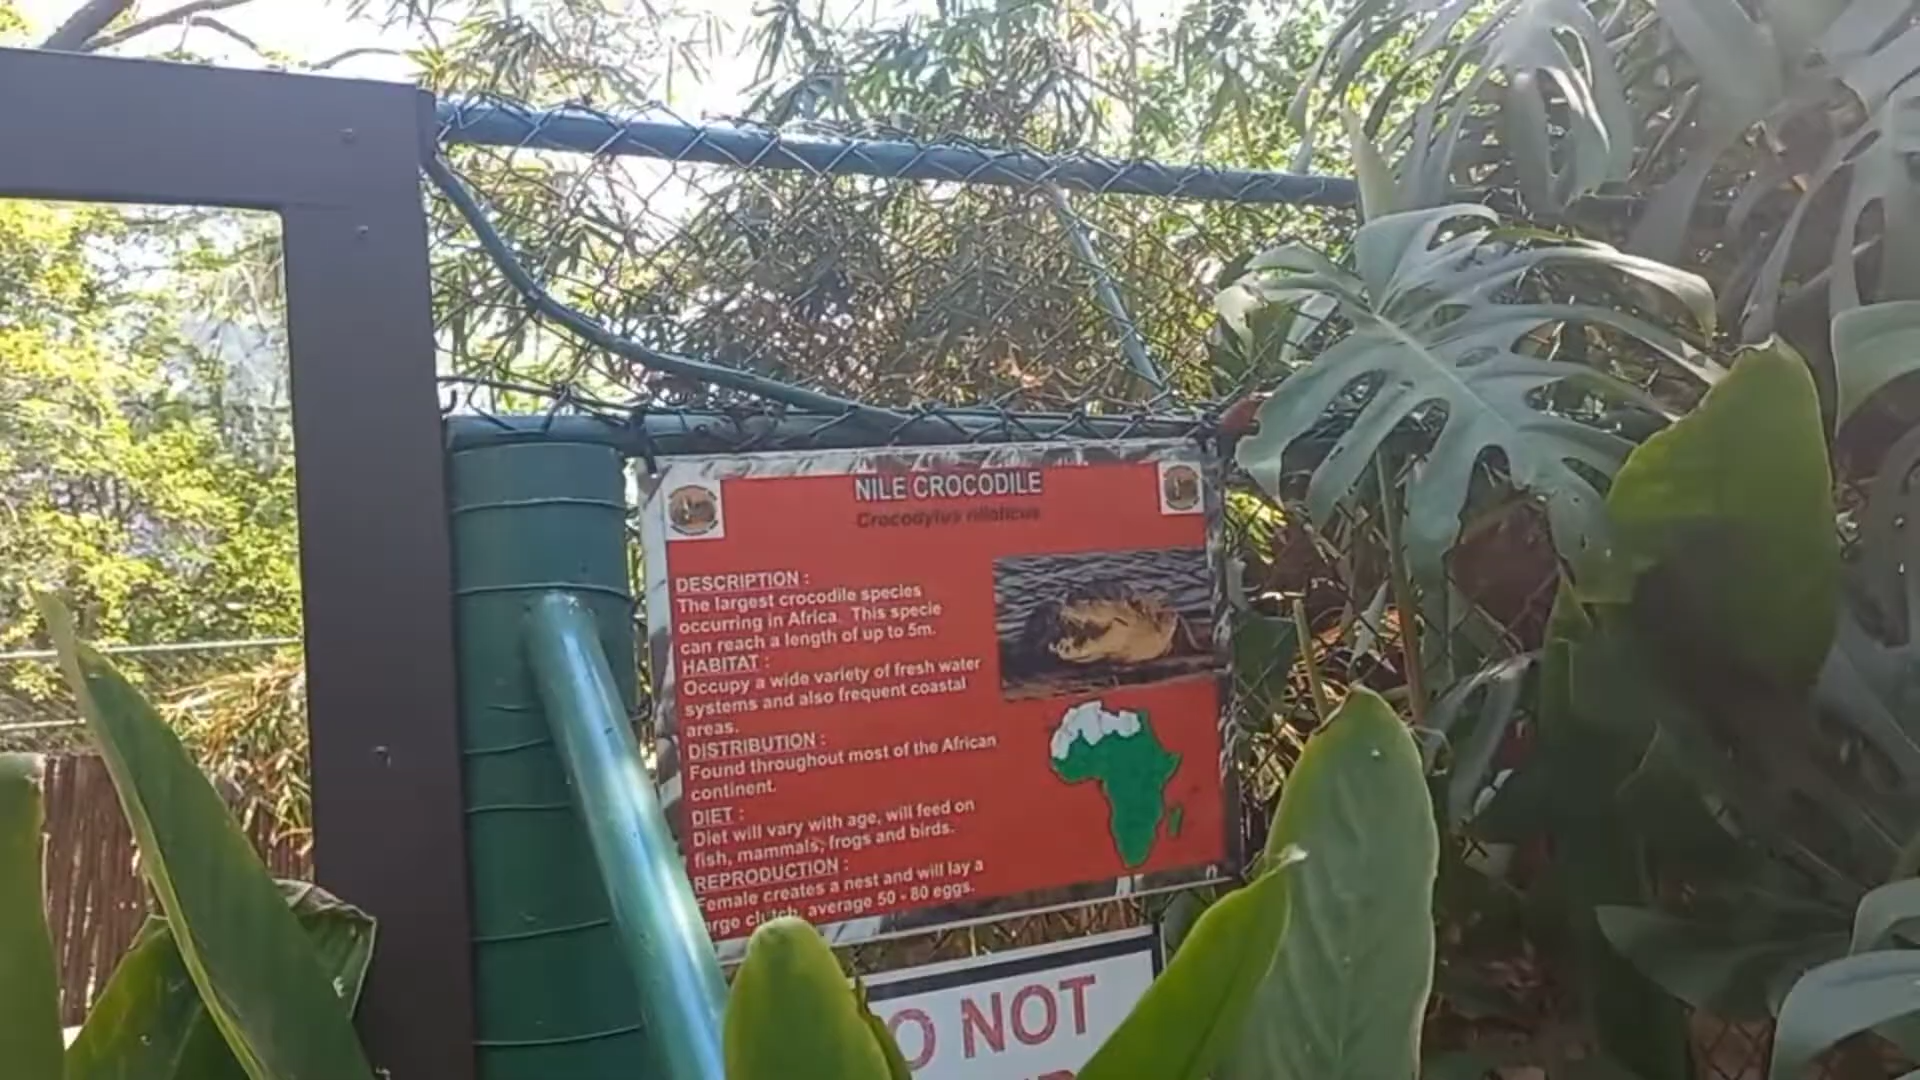 NILE CROCODILE
Crocodylus niloticus
DESCRIPTION :
The largest crocodile species
occurring in Africa. This specie
can reach a length of up to 5m.
HABITAT :
Occupy a wide variety of fresh water
systems and also frequent coastal
areas.
DISTRIBUTION :
Found throughout most of the African
continent.
DIET :
Diet will vary with age, will feed on
fish, mammals, frogs and birds.
REPRODUCTION :
Female creates a nest and will lay a
large clutch, average 50 - 80 eggs.
DO NOT